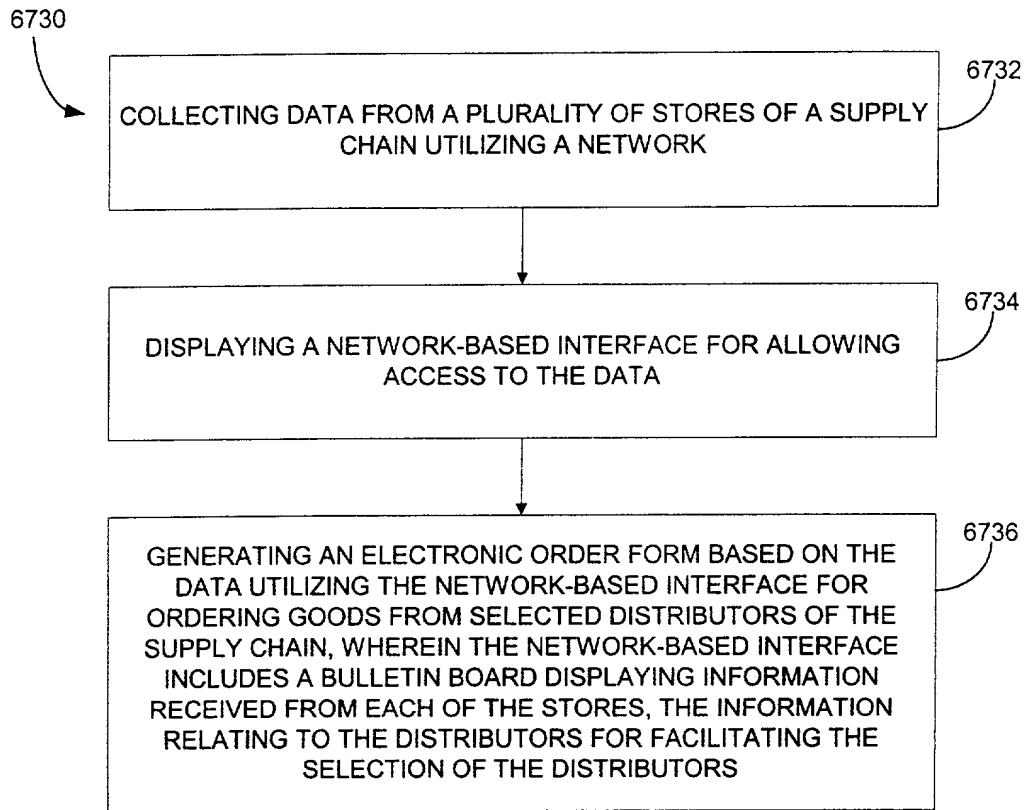 6730
6732
COLLECTING DATA FROM A PLURALITY OF STORES OF A SUPPLY
CHAIN UTILIZING A NETWORK
6734
DISPLAYING A NETWORK-BASED INTERFACE FOR ALLOWING
ACCESS TO THE DATA
6736
GENERATING AN ELECTRONIC ORDER FORM BASED ON THE
DATA UTILIZING THE NETWORK-BASED INTERFACE FOR
ORDERING GOODS FROM SELECTED DISTRIBUTORS OF THE
SUPPLY CHAIN, WHEREIN THE NETWORK-BASED INTERFACE
INCLUDES A BULLETIN BOARD DISPLAYING INFORMATION
RECEIVED FROM EACH OF THE STORES, THE INFORMATION
RELATING TO THE DISTRIBUTORS FOR FACILITATING THE
SELECTION OF THE DISTRIBUTORS